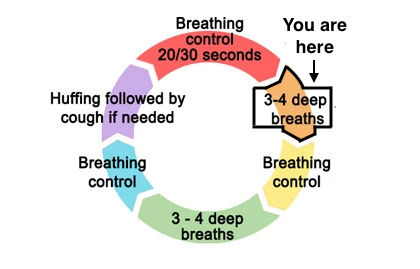 Breathing
control
20/30 seconds
You are
here
3-4 deep
breaths
Breathing
control
3 - 4 deep
breaths
Breathing
control
Huffing followed by
cough if needed